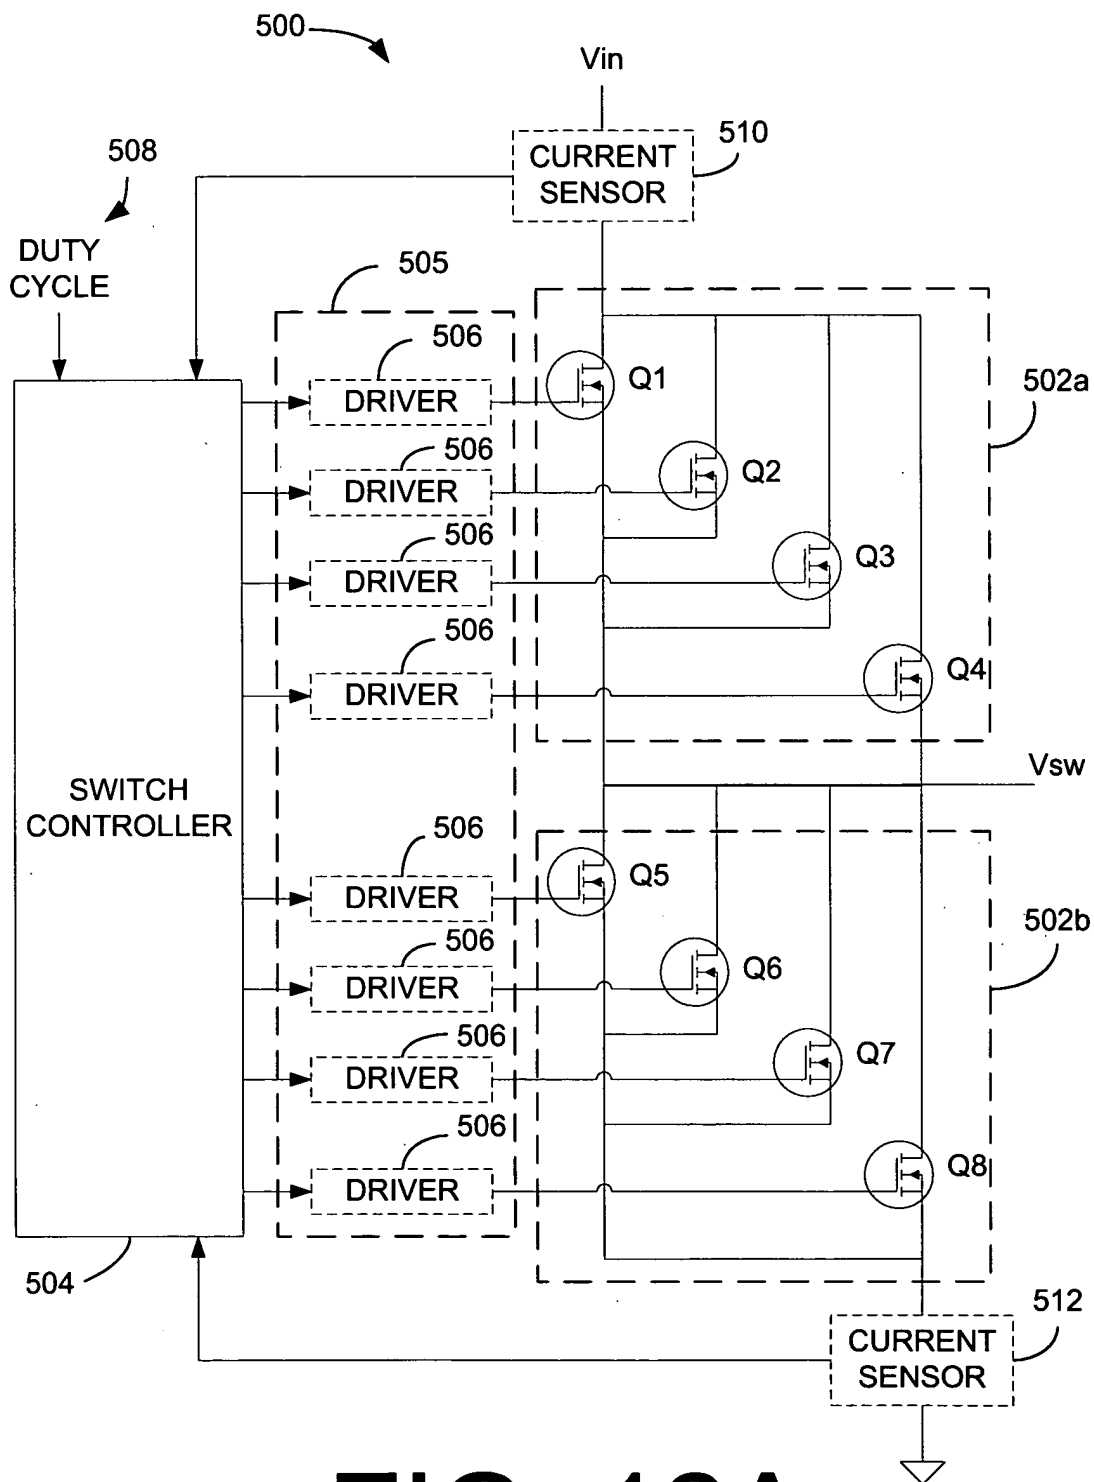 500
Vin
510
CURRENT
SENSOR
508
DUTY
CYCLE
505
506
DRIVER
Q1
502a
506
DRIVER
Q2
506
DRIVER
Q3
506
DRIVER
Q4
Vsw
SWITCH
CONTROLLER
506
DRIVER
Q5
502b
506
DRIVER
Q6
506
DRIVER
Q7
506
DRIVER
Q8
504
512
CURRENT
SENSOR